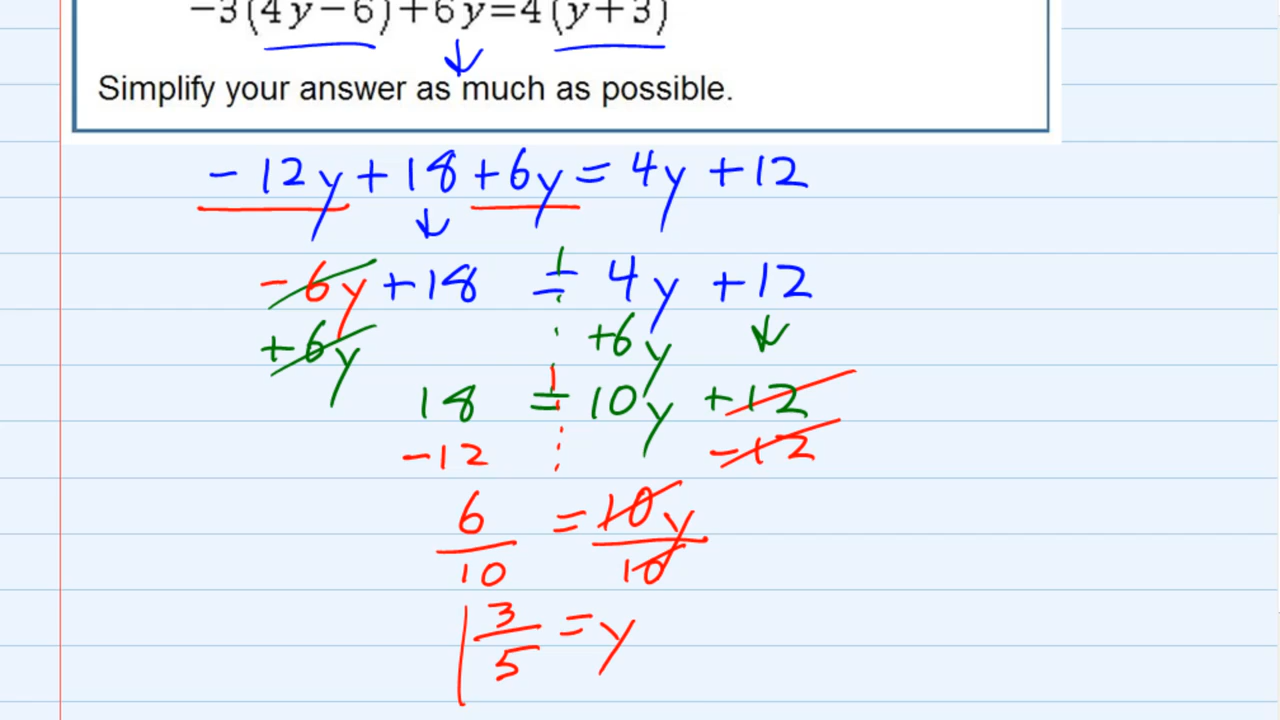 -3(4y-6)+6y=4(y+3)
Simplify your answer as much as possible.
-12y+18+6y=4y+12
-6y+18=4y+12
+6y +6y
18=10y+12
-12 -12
6/10=10y/10
3/5=y